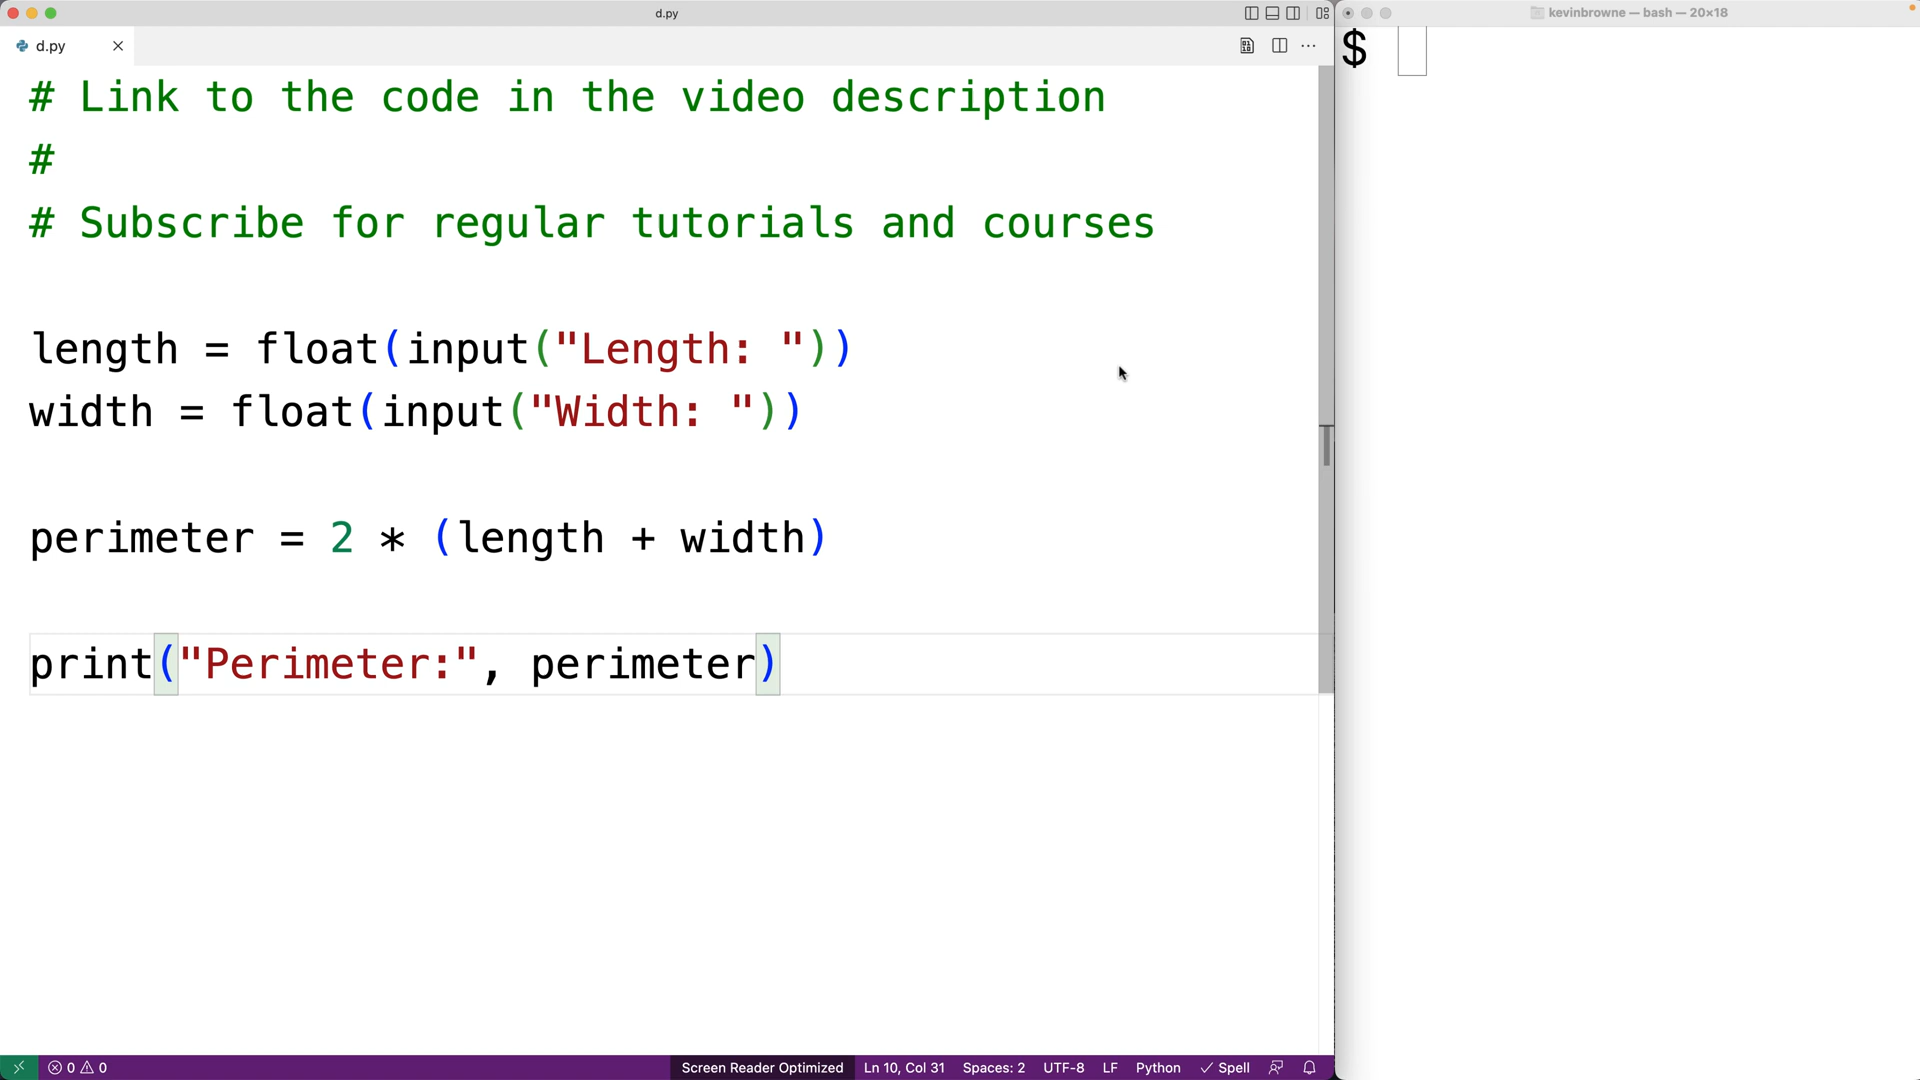 d.py
kevinbrowne — bash — 20×18
d.py
$
# Link to the code in the video description
#
# Subscribe for regular tutorials and courses
length = float(input("Length: "))
width = float(input("Width: "))
perimeter = 2 * (length + width)
print("Perimeter:", perimeter)
0 0 Screen Reader Optimized Ln 10, Col 31 Spaces: 2 UTF-8 LF Python Spell